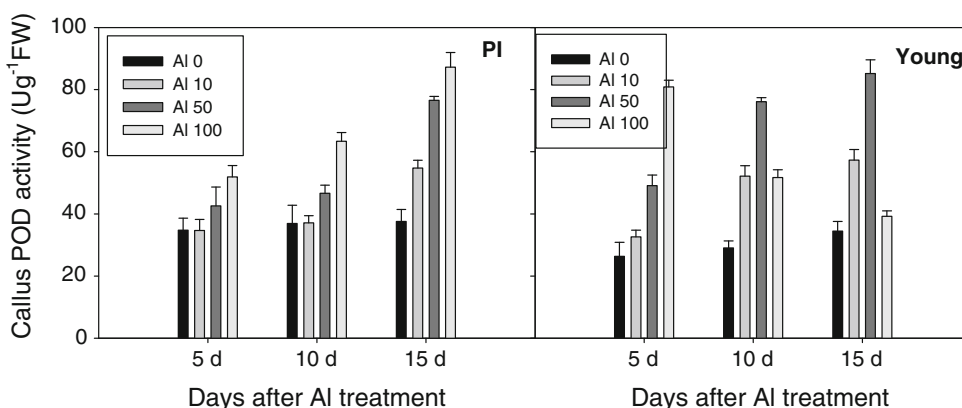 Callus POD activity (Ug⁻¹FW)
100
80
60
40
20
0
PI
Al 0
Al 10
Al 50
Al 100
5 d
10 d
15 d
Days after Al treatment
Young
Al 0
Al 10
Al 50
Al 100
5 d
10 d
15 d
Days after Al treatment